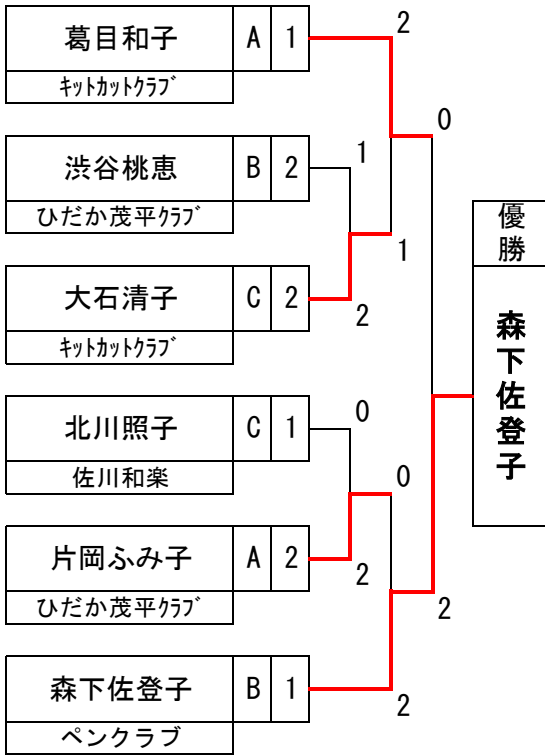 葛目和子 A 1
ｷｯﾄｶｯﾄｸﾗﾌﾞ
渋谷桃恵 B 2
ひだか茂平ｸﾗﾌﾞ
大石清子 C 2
ｷｯﾄｶｯﾄｸﾗﾌﾞ
北川照子 C 1
佐川和楽
片岡ふみ子 A 2
ひだか茂平ｸﾗﾌﾞ
森下佐登子 B 1
ペンクラブ
2
1
2
1
0
2
0
2
0
2
優勝
森下佐登子